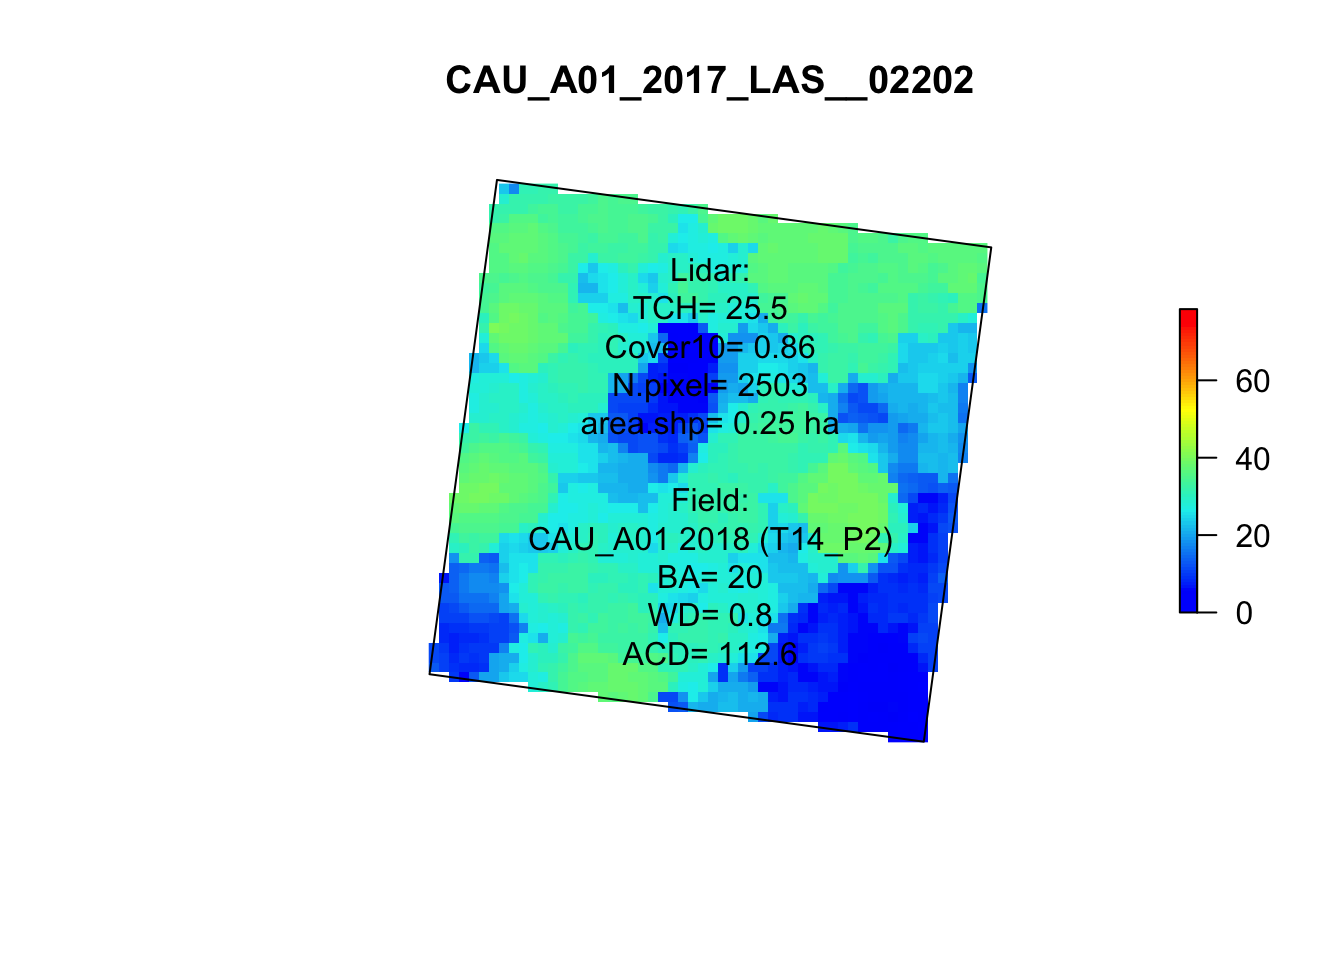 CAU_A01_2017_LAS__02202
Lidar:
TCH= 25.5
Cover10= 0.86
N.pixel= 2503
area.shp= 0.25 ha
Field:
CAU_A01 2018 (T14_P2)
BA= 20
WD= 0.8
ACD= 112.6
60
40
20
0